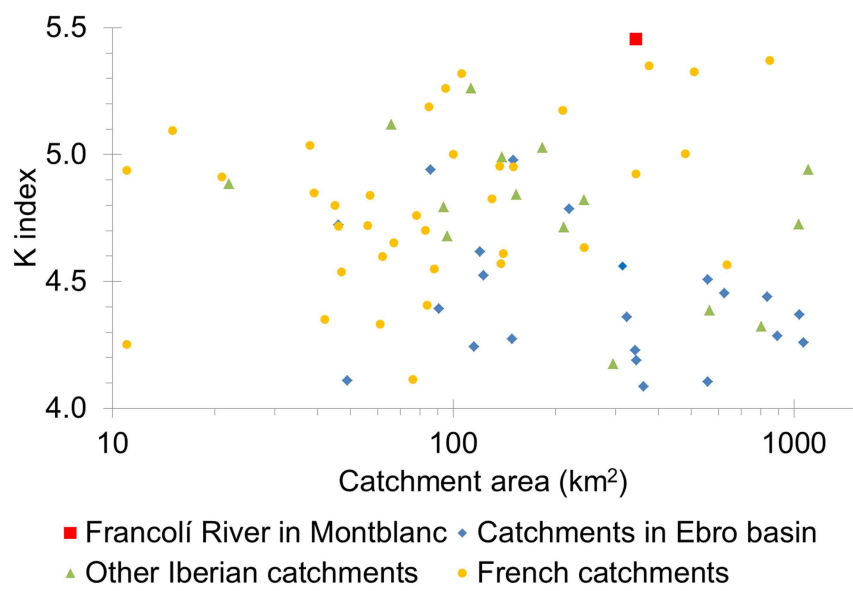 5.5
5.0
4.5
4.0
K index
10 100 1000
Catchment area (km²)
Francolí River in Montblanc Catchments in Ebro basin
Other Iberian catchments French catchments